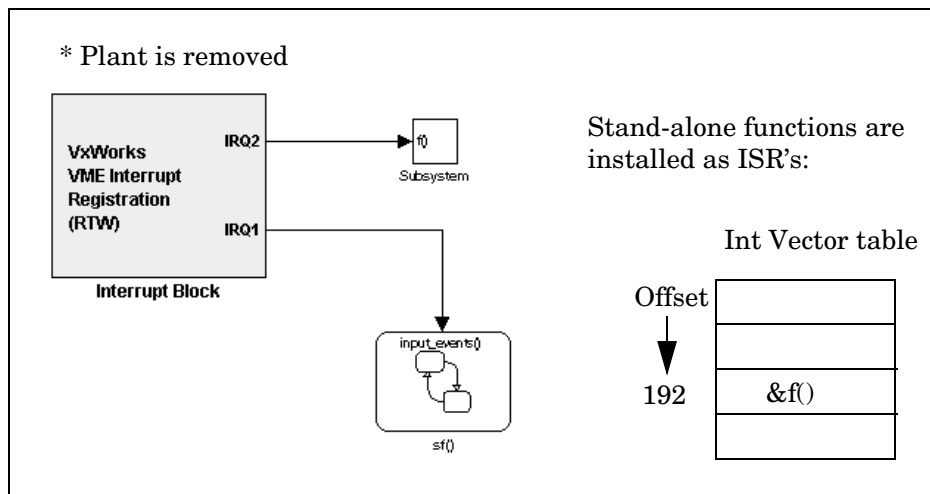 * Plant is removed
VxWorks
VME Interrupt
Registration
(RTW)
IRQ2
IRQ1
Interrupt Block
f()
Subsystem
input_events()
sf()
Stand-alone functions are
installed as ISR's:
Int Vector table
Offset
192
&f()